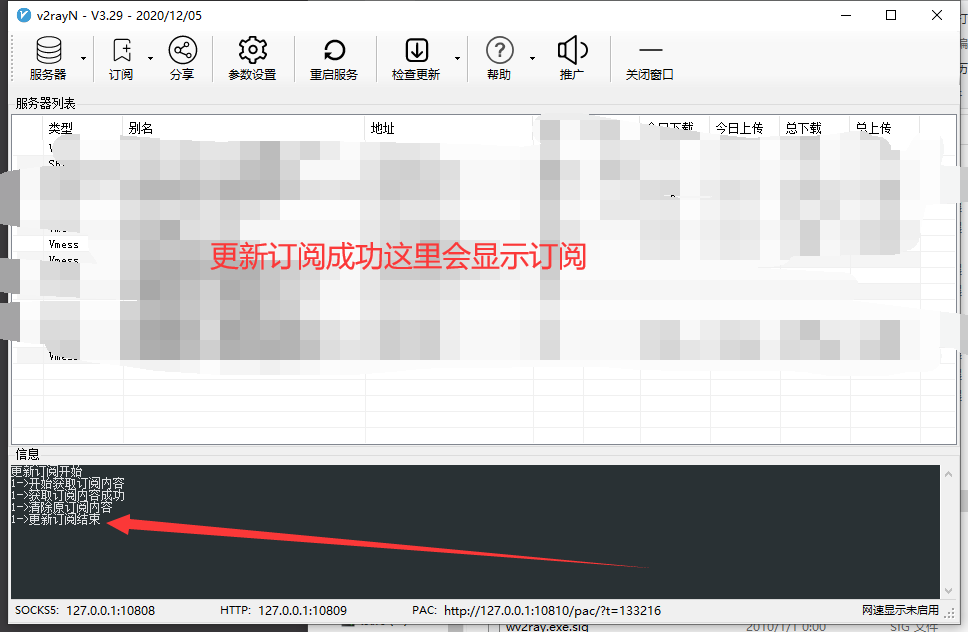 v2rayN - V3.29 - 2020/12/05
服务器 订阅 分享 参数设置 重启服务 检查更新 帮助 推广 关闭窗口
服务器列表
类型 别名 地址 今日上传 总下载 总上传
Vmess
Vmess
更新订阅成功这里会显示订阅
Vmess
信息
更新订阅开始
1->开始获取订阅内容
1->获取订阅内容成功
1->清除原订阅内容
1->更新订阅结束
SOCKS5: 127.0.0.1:10808 HTTP: 127.0.0.1:10809 PAC: http://127.0.0.1:10810/pac/?t=133216 网速显示未启用
wv2ray.exe.sig 2010/1/1 0:00 SIG 文件